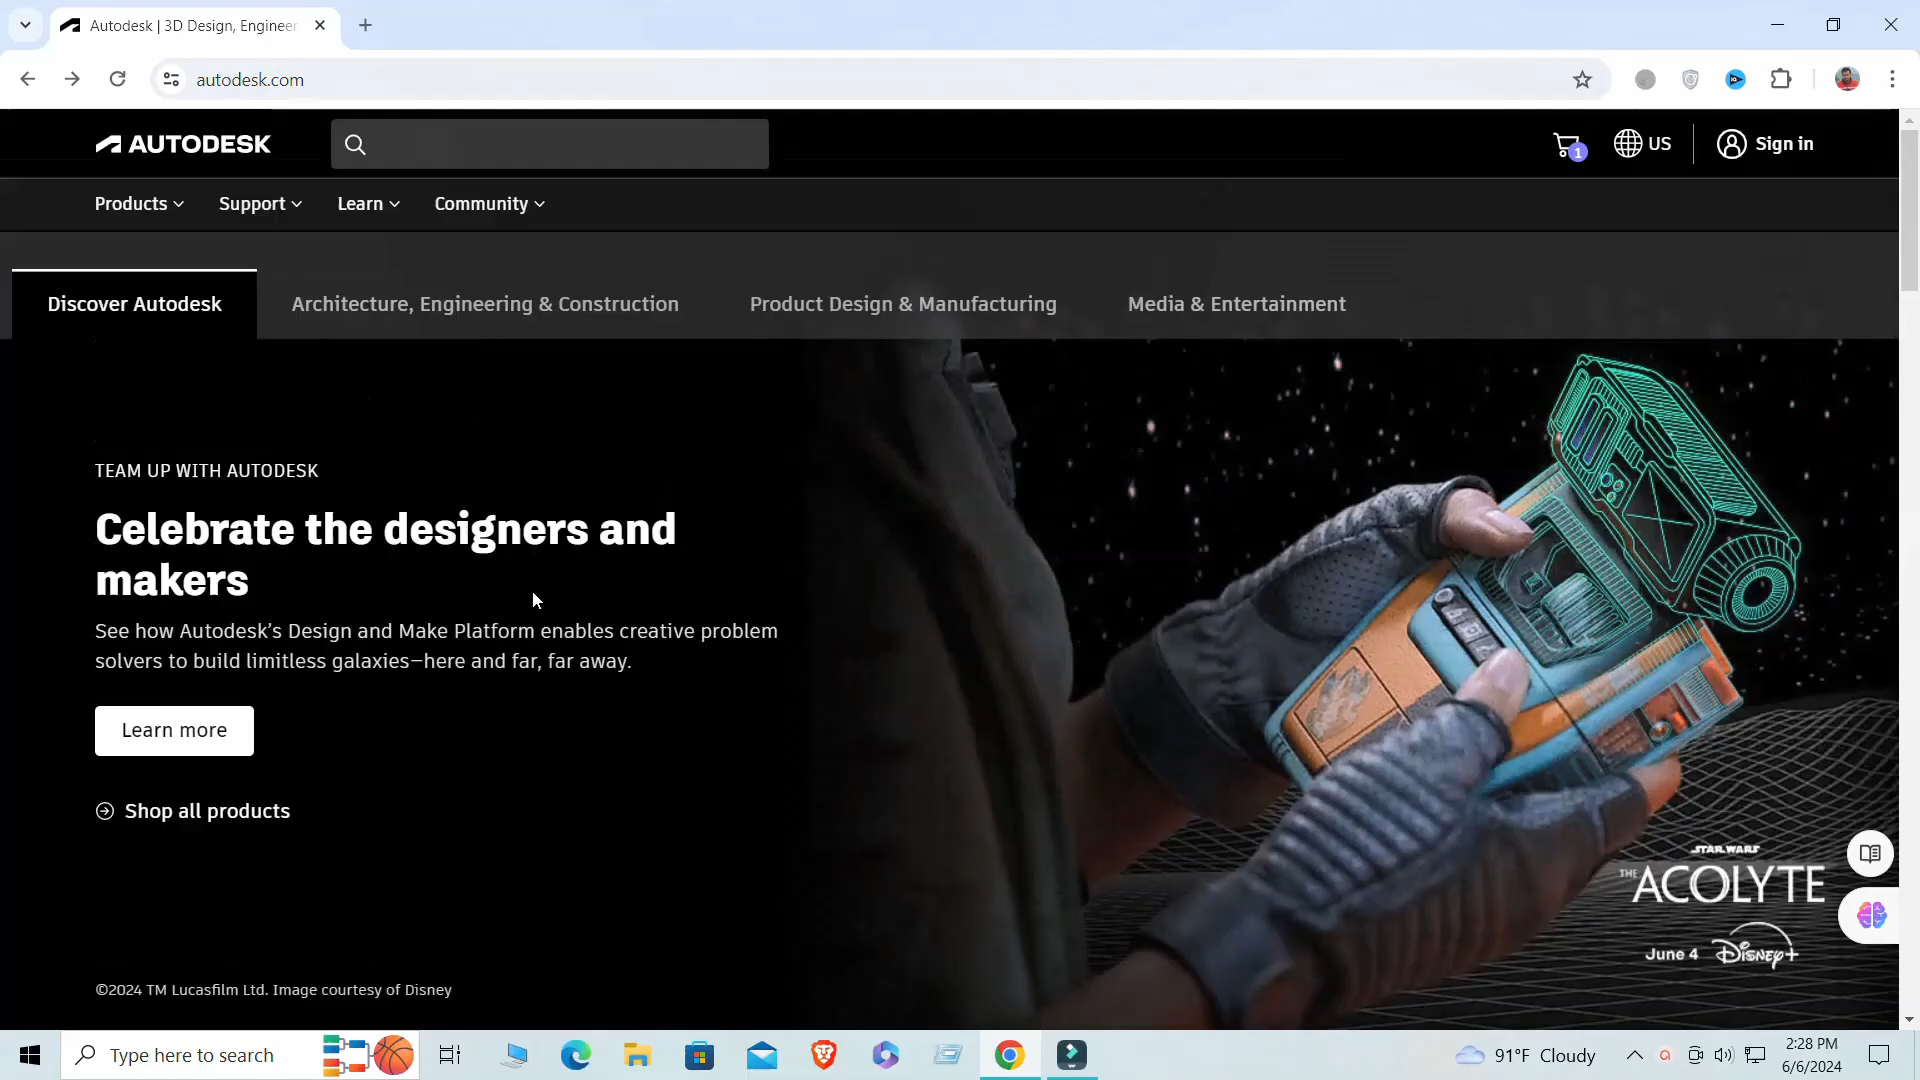 Autodesk | 3D Design, Engineer
autodesk.com
AUTODESK
1
US
Sign in
Products
Support
Learn
Community
Discover Autodesk
Architecture, Engineering & Construction
Product Design & Manufacturing
Media & Entertainment
TEAM UP WITH AUTODESK
Celebrate the designers and
makers
See how Autodesk's Design and Make Platform enables creative problem
solvers to build limitless galaxies—here and far, far away.
Learn more
Shop all products
STAR WARS
THE ACOLYTE
June 4 Disney+
©2024 TM Lucasfilm Ltd. Image courtesy of Disney
Type here to search
91°F Cloudy
2:28 PM
6/6/2024